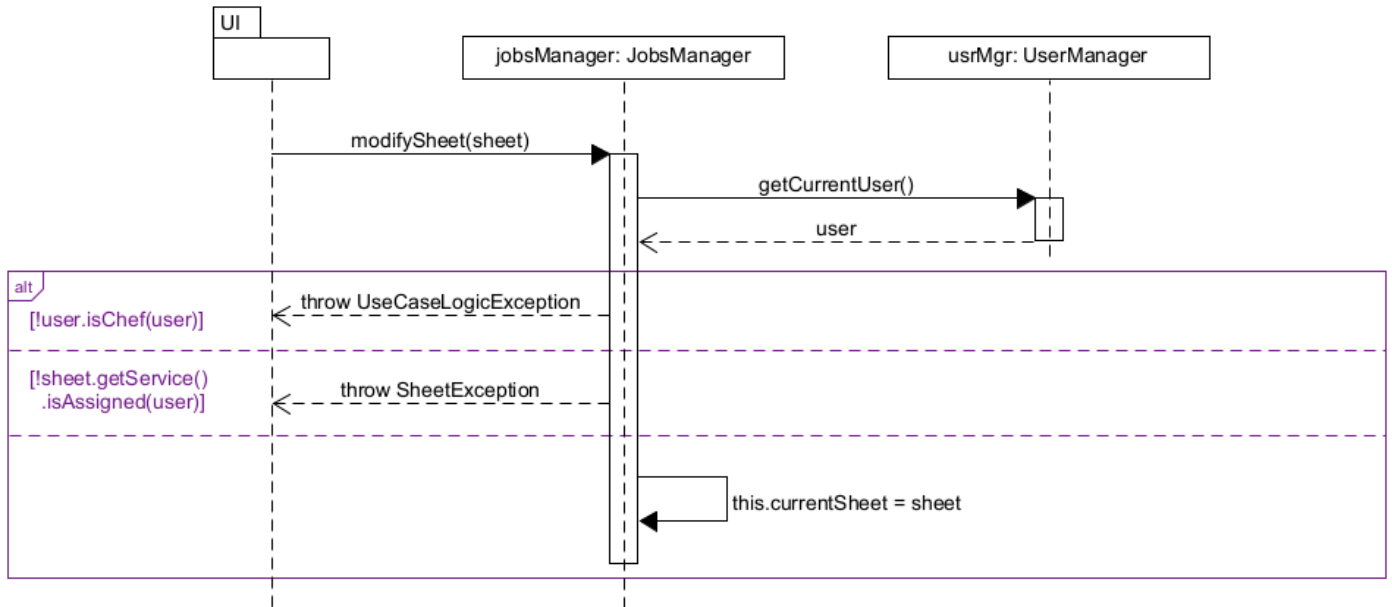 UI
jobsManager: JobsManager
usrMgr: UserManager
modifySheet(sheet)
getCurrentUser()
user
alt
throw UseCaseLogicException
[!user.isChef(user)]
[!sheet.getService()
.isAssigned(user)]
throw SheetException
this.currentSheet = sheet